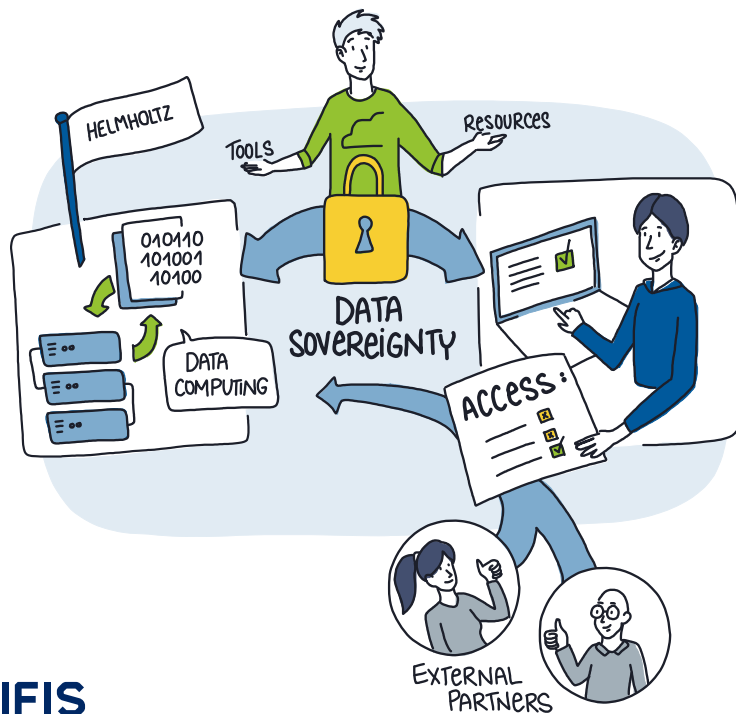 HELMHOLTZ
TOOLS
RESOURCES
010110
101001
10100
DATA
SOVEREIGNTY
DATA
COMPUTING
ACCESS:
EXTERNAL
PARTNERS
IFIS